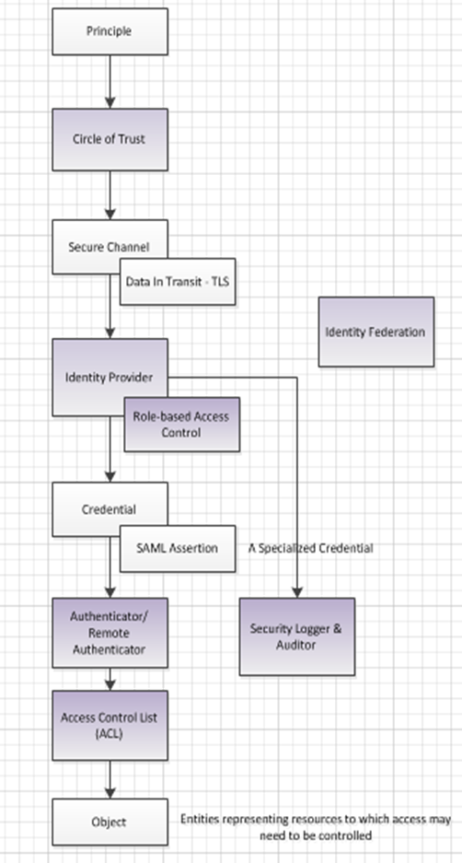 Principle
Circle of Trust
Secure Channel
Data In Transit - TLS
Identity Federation
Identity Provider
Role-based Access
Control
Credential
SAML Assertion
A Specialized Credential
Authenticator/
Remote
Authenticator
Security Logger &
Auditor
Access Control List
(ACL)
Object
Entities representing resources to which access may
need to be controlled